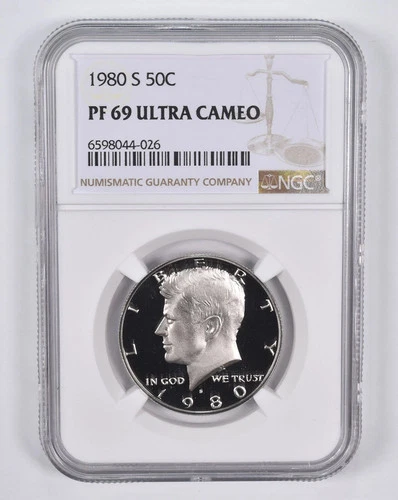 1980 S 50C
PF 69 ULTRA CAMEO
6598044-026
NUMISMATIC GUARANTY COMPANY
NGC
LIBERTY
IN GOD WE TRUST
1980